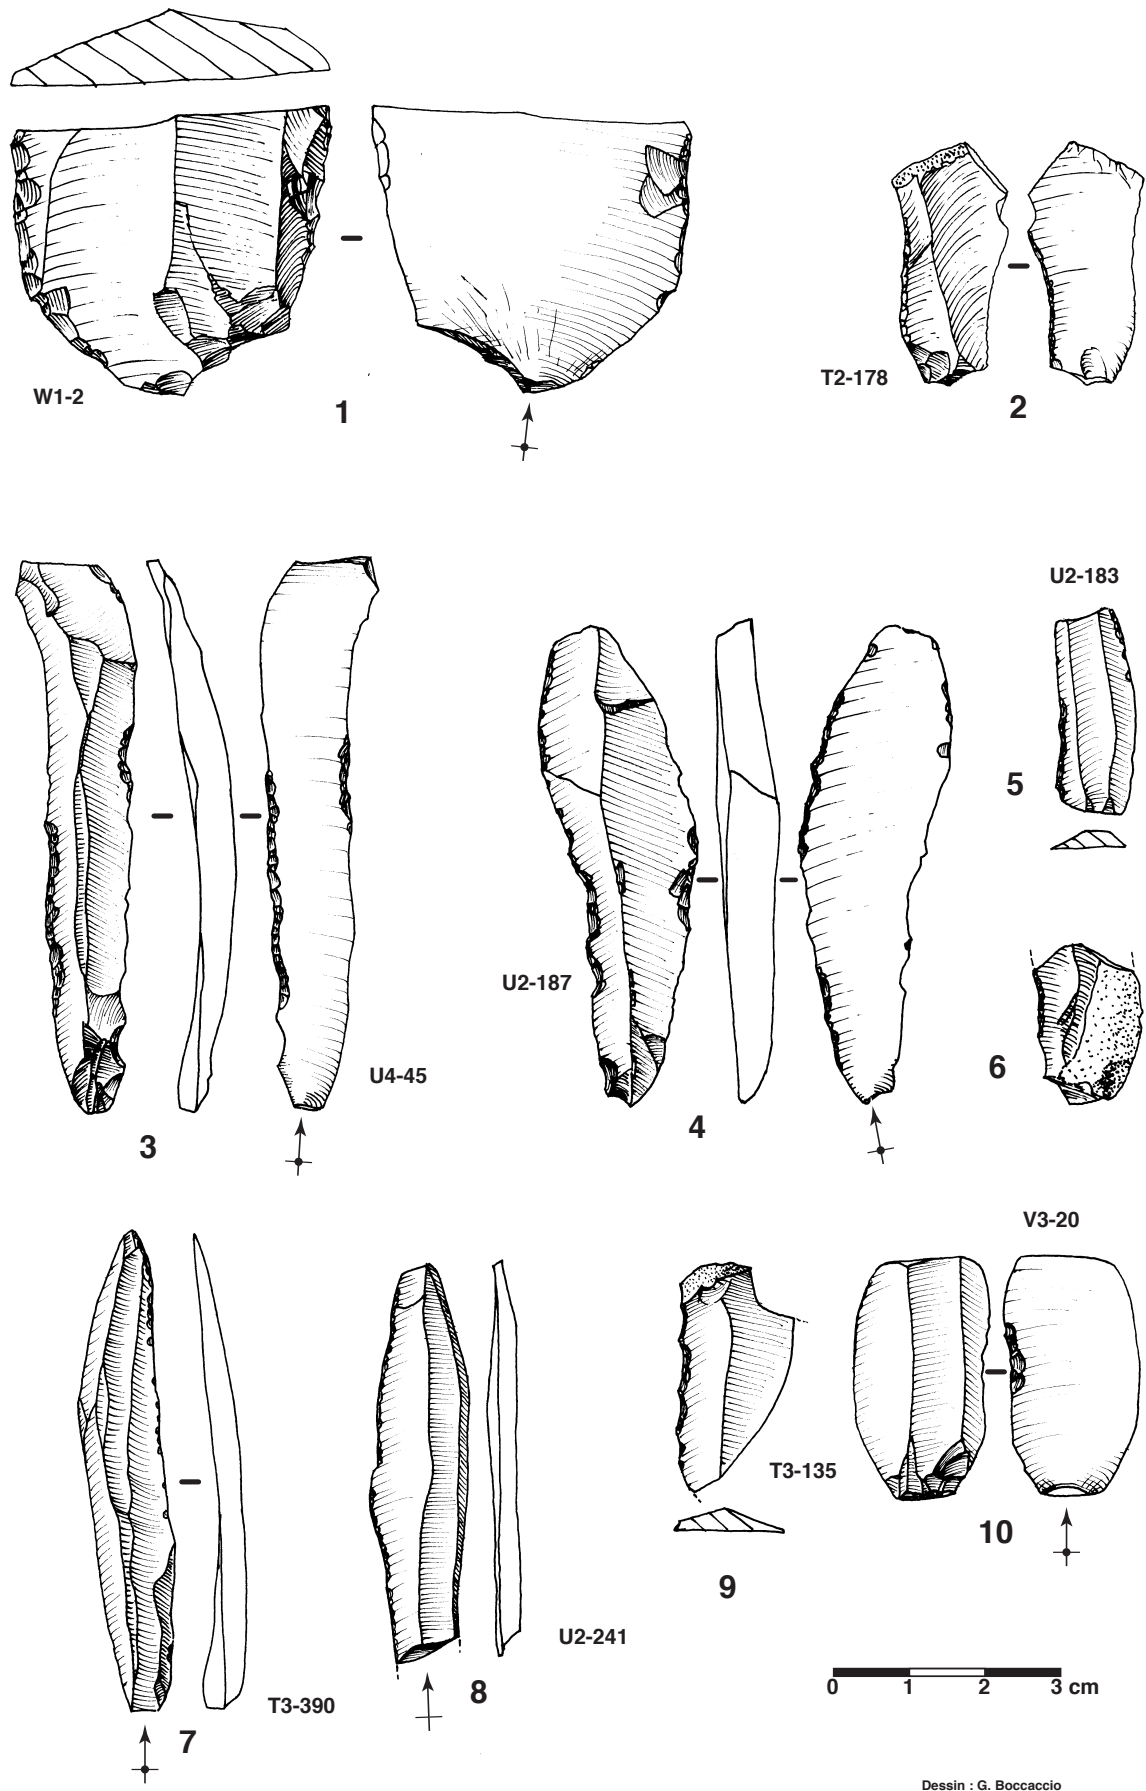 W1-2
1
T2-178
2
U2-183
5
U4-45
3
U2-187
4
6
V3-20
T3-390
7
U2-241
8
T3-135
9
10
0 1 2 3 cm
Dessin : G. Boccaccio